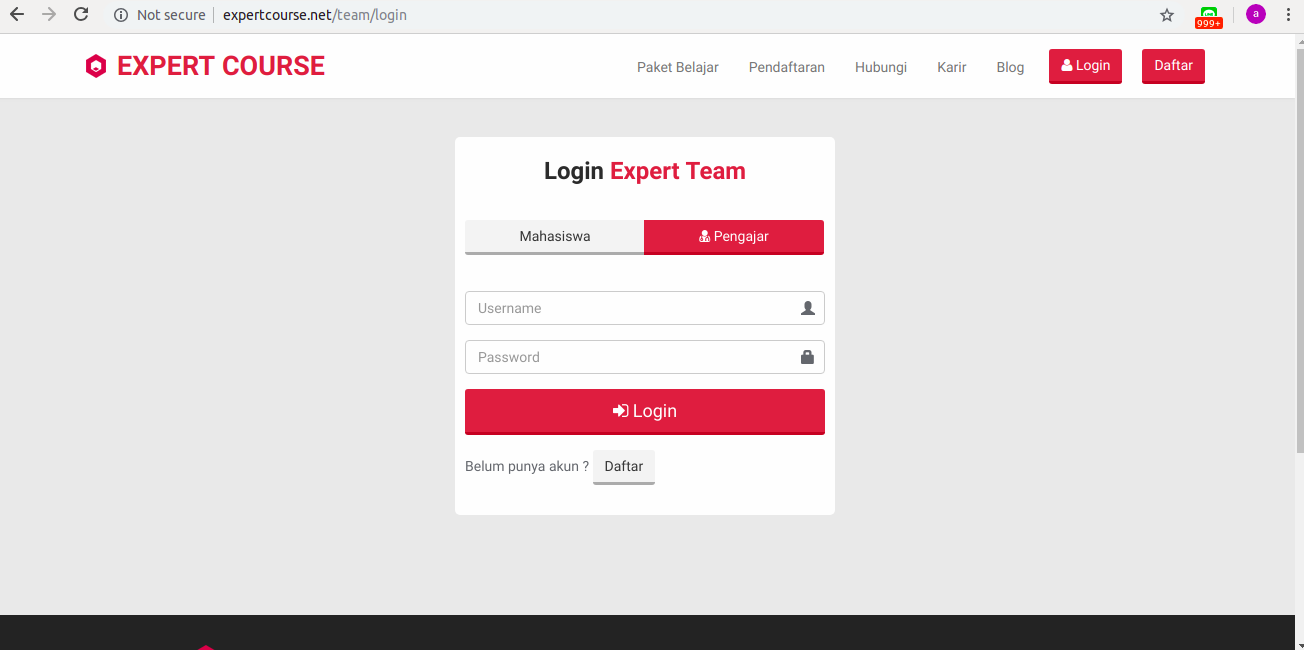 Not secure expertcourse.net/team/login
999+
a
EXPERT COURSE
Paket Belajar Pendaftaran Hubungi Karir Blog Login Daftar
Login Expert Team
Mahasiswa Pengajar
Username
Password
Login
Belum punya akun ? Daftar